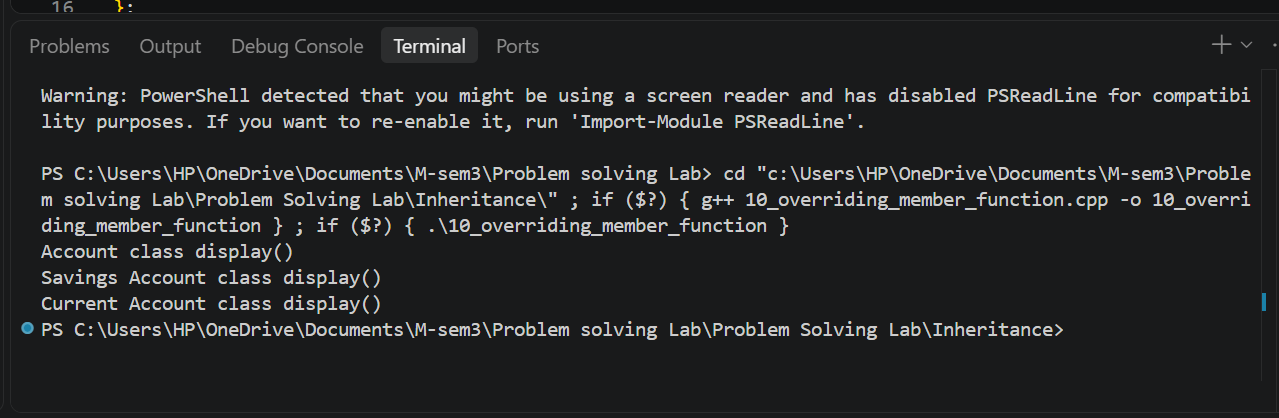 16 };
Problems Output Debug Console Terminal Ports
Warning: PowerShell detected that you might be using a screen reader and has disabled PSReadLine for compatibi
lity purposes. If you want to re-enable it, run 'Import-Module PSReadLine'.
PS C:\Users\HP\OneDrive\Documents\M-sem3\Problem solving Lab> cd "c:\Users\HP\OneDrive\Documents\M-sem3\Proble
m solving Lab\Problem Solving Lab\Inheritance\" ; if ($?) { g++ 10_overriding_member_function.cpp -o 10_overri
ding_member_function } ; if ($?) { .\10_overriding_member_function }
Account class display()
Savings Account class display()
Current Account class display()
PS C:\Users\HP\OneDrive\Documents\M-sem3\Problem solving Lab\Problem Solving Lab\Inheritance>